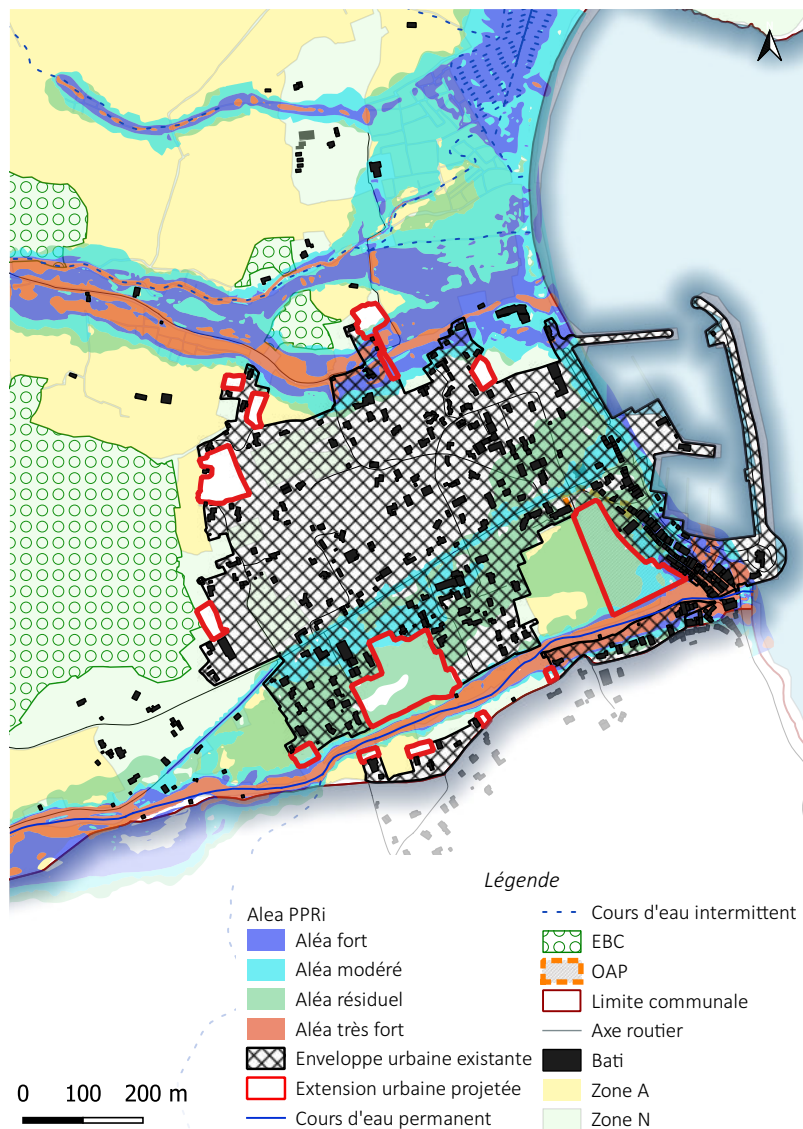 Légende
Alea PPRi
Aléa fort
Aléa modéré
Aléa résiduel
Aléa très fort
Enveloppe urbaine existante
Extension urbaine projetée
Cours d'eau permanent
Cours d'eau intermittent
EBC
OAP
Limite communale
Axe routier
Bati
Zone A
Zone N
0 100 200 m